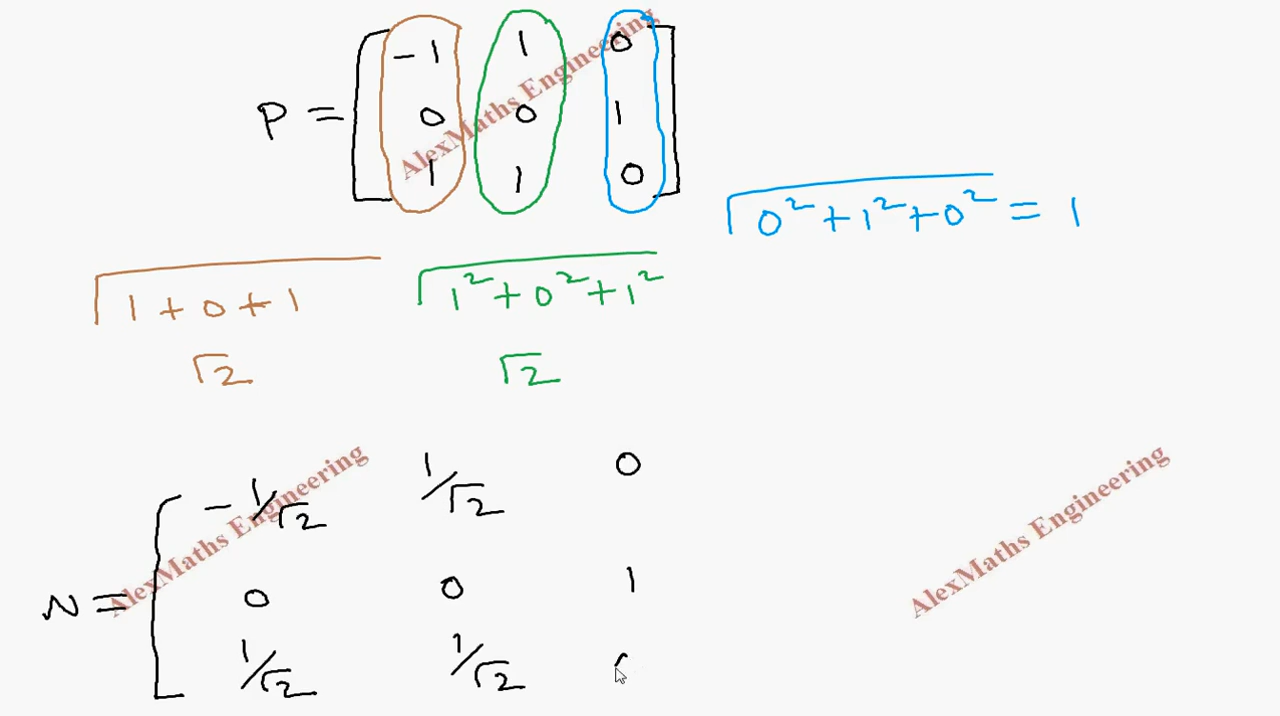 -1 1 0
P = 0 0 1
1 1 0
√0² + 1² + 0² = 1
√1 + 0 + 1 √1² + 0² + 1²
√2 √2
-1/√2 1/√2 0
N = 0 0 1
1/√2 1/√2
AlexMaths Engineering
AlexMaths Engineering
AlexMaths Engineering